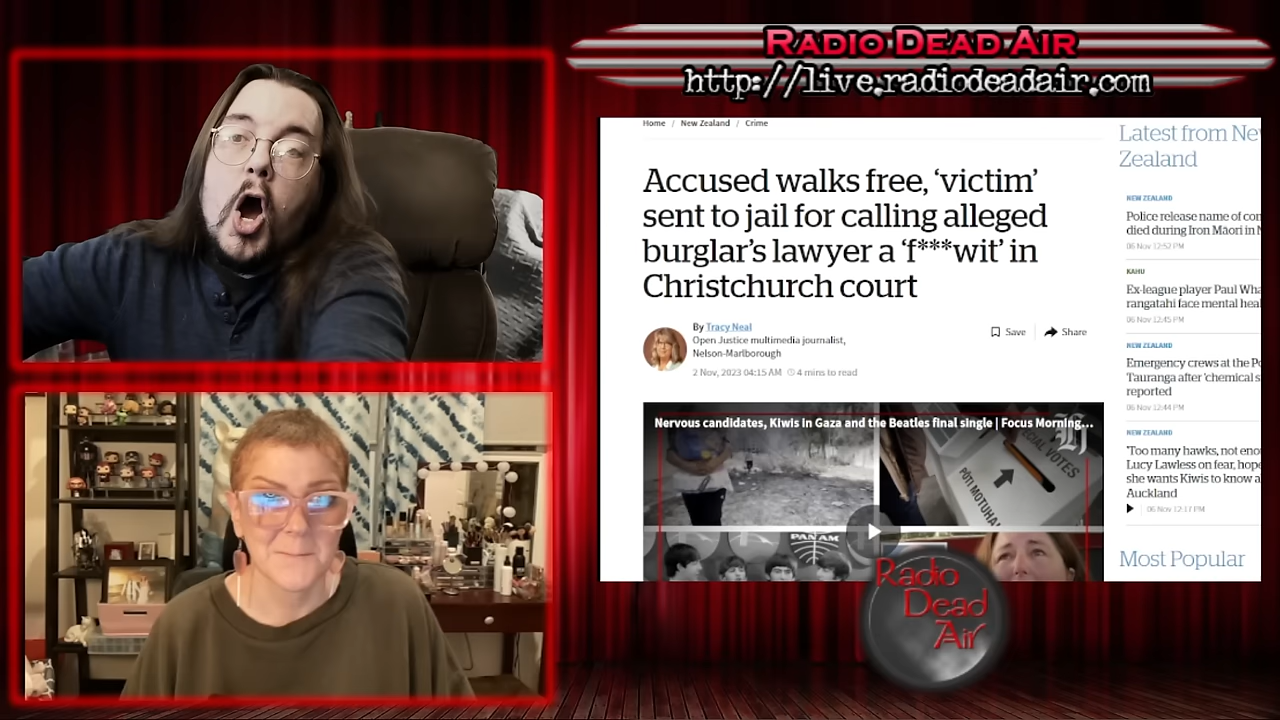 RADIO DEAD AIR
http://live.radiodeadair.com
Home / New Zealand / Crime
Accused walks free, ‘victim’
sent to jail for calling alleged
burglar’s lawyer a ‘f***wit’ in
Christchurch court
By Tracy Neal
Open Justice multimedia journalist,
Nelson-Marlborough
2 Nov, 2023 04:15 AM 4 mins to read
Save
Share
Nervous candidates, Kiwis in Gaza and the Beatles final single | Focus Morning...
SPECIAL VOTES
PŌTI MOTUHA
PAN AM
Latest from Ne
Zealand
NEW ZEALAND
Police release name of
died during Iron Māori in
06 Nov 12:52 PM
KAHU
Ex-league player Paul
rangatahi face mental
06 Nov 12:45 PM
NEW ZEALAND
Emergency crews at the
Tauranga after 'chemical
reported
06 Nov 12:44 PM
NEW ZEALAND
'Too many hawks, not
Lucy Lawless on fear,
she wants Kiwis to know
Auckland
06 Nov 12:17 PM
Most Popular
Radio
Dead
Air